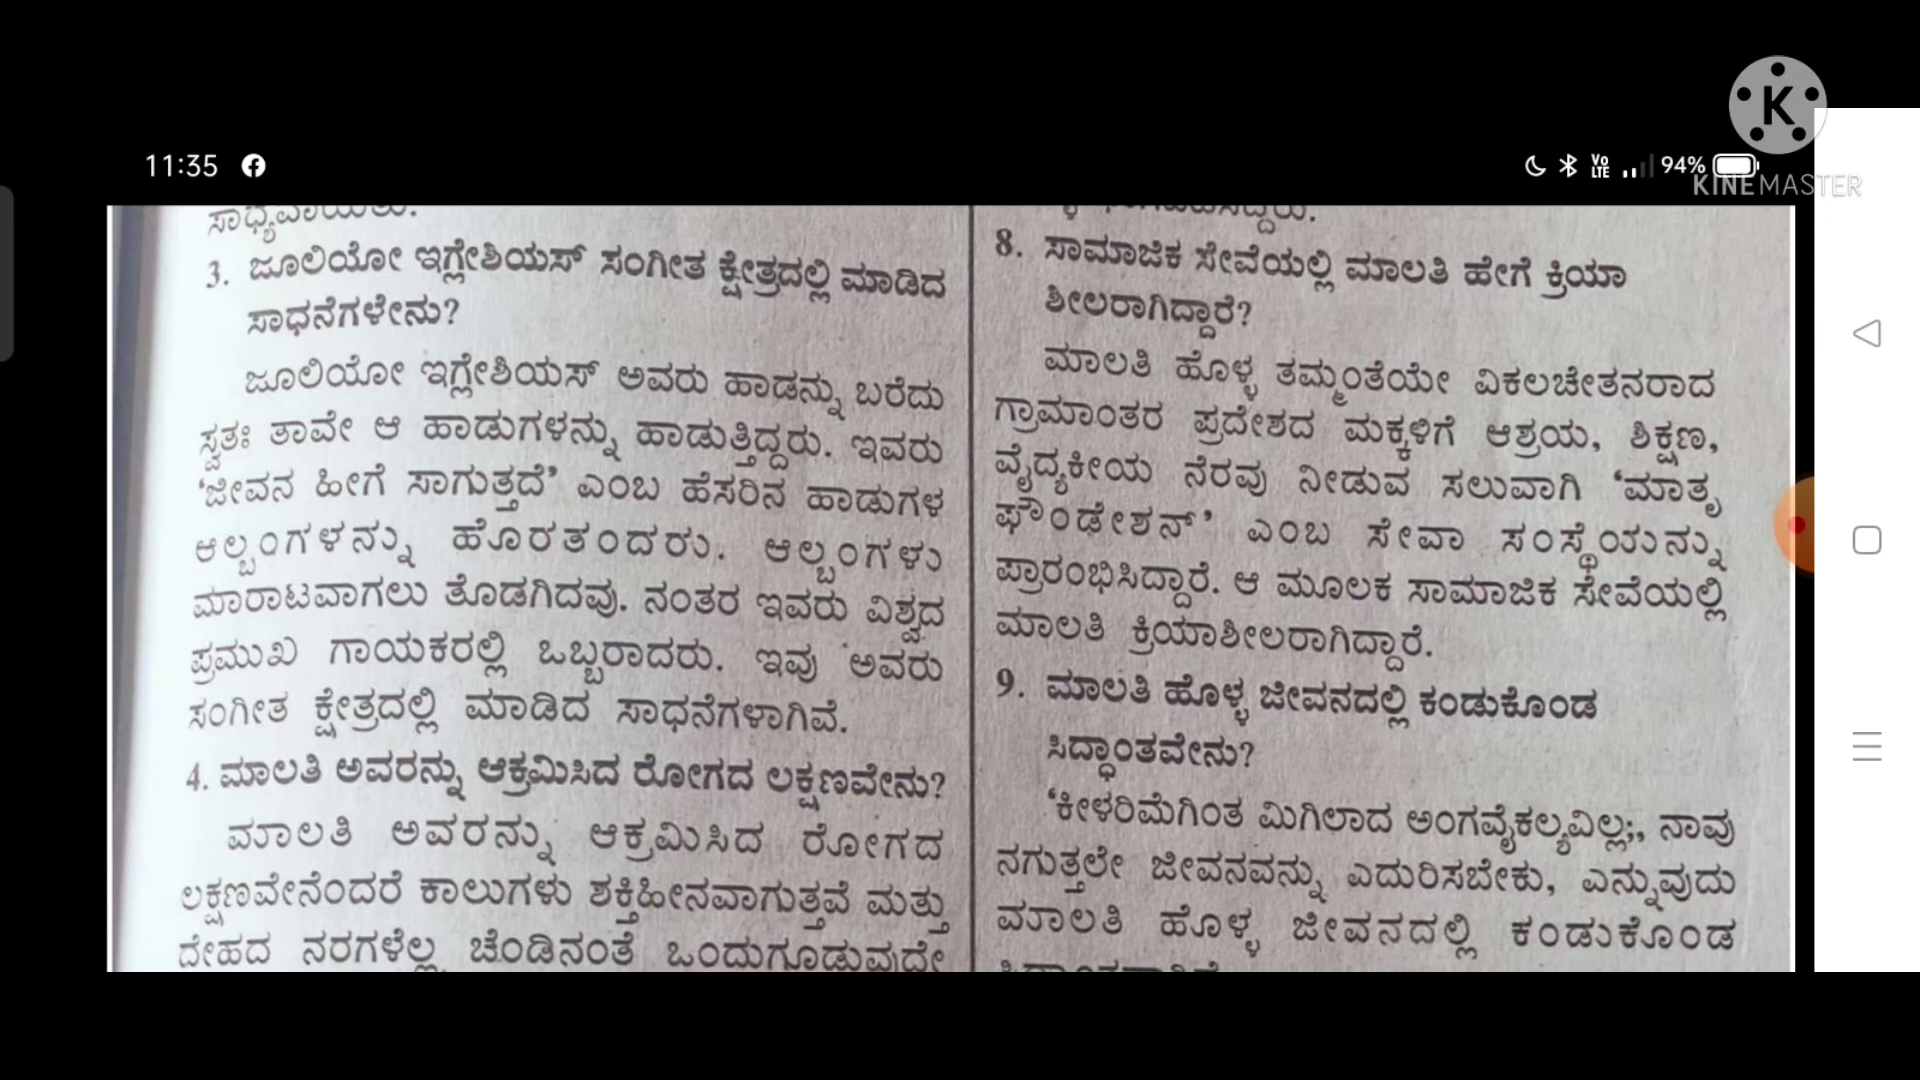 11:35
Vo LTE 94%
KINEMASTER
ಸಾಧ್ಯವಾಯಿತು.
3. ಜೂಲಿಯೋ ಇಗ್ಲೇಶಿಯಸ್ ಸಂಗೀತ ಕ್ಷೇತ್ರದಲ್ಲಿ ಮಾಡಿದ
ಸಾಧನೆಗಳೇನು?
ಜೂಲಿಯೋ ಇಗ್ಲೇಶಿಯಸ್ ಅವರು ಹಾಡನ್ನು ಬರೆದು
ಸ್ವತಃ ತಾವೇ ಆ ಹಾಡುಗಳನ್ನು ಹಾಡುತ್ತಿದ್ದರು. ಇವರು
‘ಜೀವನ ಹೀಗೆ ಸಾಗುತ್ತದೆ’ ಎಂಬ ಹೆಸರಿನ ಹಾಡುಗಳ
ಆಲ್ಬಂಗಳನ್ನು ಹೊರತಂದರು. ಆಲ್ಬಂಗಳು
ಮಾರಾಟವಾಗಲು ತೊಡಗಿದವು. ನಂತರ ಇವರು ವಿಶ್ವದ
ಪ್ರಮುಖ ಗಾಯಕರಲ್ಲಿ ಒಬ್ಬರಾದರು. ಇವು ಅವರು
ಸಂಗೀತ ಕ್ಷೇತ್ರದಲ್ಲಿ ಮಾಡಿದ ಸಾಧನೆಗಳಾಗಿವೆ.
4. ಮಾಲತಿ ಅವರನ್ನು ಆಕ್ರಮಿಸಿದ ರೋಗದ ಲಕ್ಷಣವೇನು?
ಮಾಲತಿ ಅವರನ್ನು ಆಕ್ರಮಿಸಿದ ರೋಗದ
ಲಕ್ಷಣವೇನೆಂದರೆ ಕಾಲುಗಳು ಶಕ್ತಿಹೀನವಾಗುತ್ತವೆ ಮತ್ತು
ದೇಹದ ನರಗಳೆಲ್ಲ ಚೆಂಡಿನಂತೆ ಒಂದುಗೂಡುವುದೇ
8. ಸಾಮಾಜಿಕ ಸೇವೆಯಲ್ಲಿ ಮಾಲತಿ ಹೇಗೆ ಕ್ರಿಯಾ
ಶೀಲರಾಗಿದ್ದಾರೆ?
ಮಾಲತಿ ಹೊಳ್ಳ ತಮ್ಮಂತೆಯೇ ವಿಕಲಚೇತನರಾದ
ಗ್ರಾಮಾಂತರ ಪ್ರದೇಶದ ಮಕ್ಕಳಿಗೆ ಆಶ್ರಯ, ಶಿಕ್ಷಣ,
ವೈದ್ಯಕೀಯ ನೆರವು ನೀಡುವ ಸಲುವಾಗಿ ‘ಮಾತೃ
ಫೌಂಡೇಶನ್’ ಎಂಬ ಸೇವಾ ಸಂಸ್ಥೆಯನ್ನು
ಪ್ರಾರಂಭಿಸಿದ್ದಾರೆ. ಆ ಮೂಲಕ ಸಾಮಾಜಿಕ ಸೇವೆಯಲ್ಲಿ
ಮಾಲತಿ ಕ್ರಿಯಾಶೀಲರಾಗಿದ್ದಾರೆ.
9. ಮಾಲತಿ ಹೊಳ್ಳ ಜೀವನದಲ್ಲಿ ಕಂಡುಕೊಂಡ
ಸಿದ್ಧಾಂತವೇನು?
‘ಕೀಳರಿಮೆಗಿಂತ ಮಿಗಿಲಾದ ಅಂಗವೈಕಲ್ಯವಿಲ್ಲ;, ನಾವು
ನಗುತ್ತಲೇ ಜೀವನವನ್ನು ಎದುರಿಸಬೇಕು, ಎನ್ನುವುದು
ಮಾಲತಿ ಹೊಳ್ಳ ಜೀವನದಲ್ಲಿ ಕಂಡುಕೊಂಡ